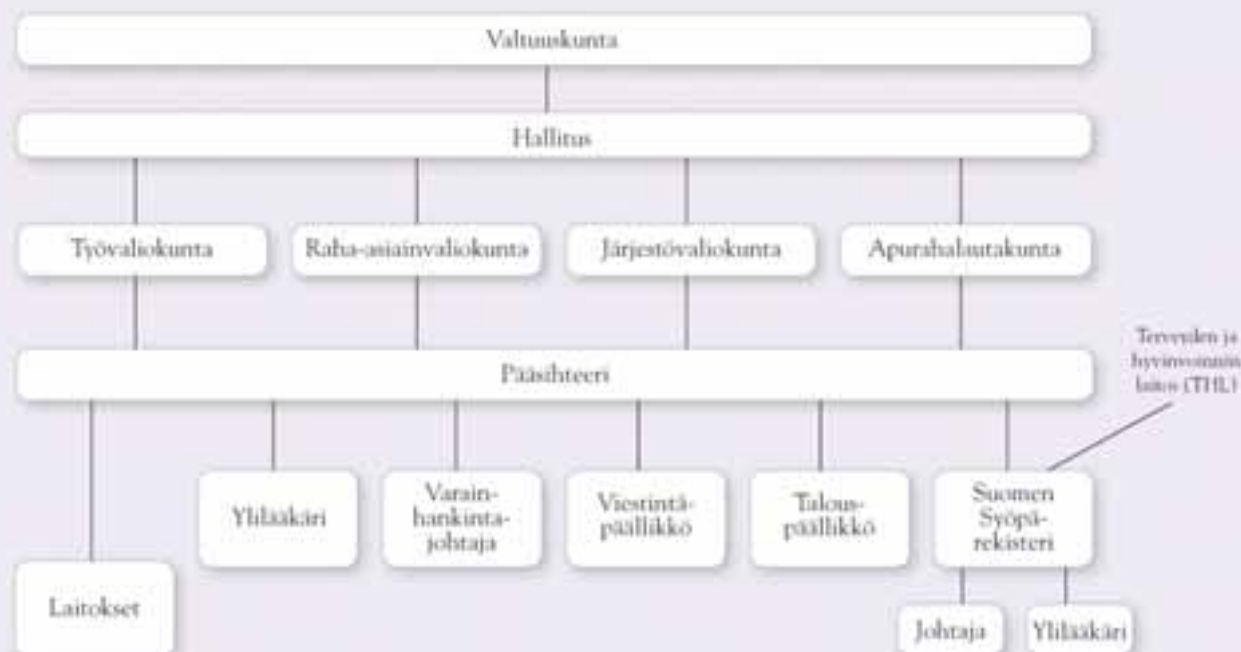 Valtuuskunta
Hallitus
Työvaliokunta
Raha-asiainvaliokunta
Järjestövaliokunta
Apurahalautakunta
Terveyden ja
hyvinvoinnin
laitos (THL)
Pääsihteeri
Laitokset
Ylilääkäri
Varain-
hankinta-
johtaja
Viestintä-
päällikkö
Talous-
päällikkö
Suomen
Syöpä-
rekisteri
Johtaja
Ylilääkäri